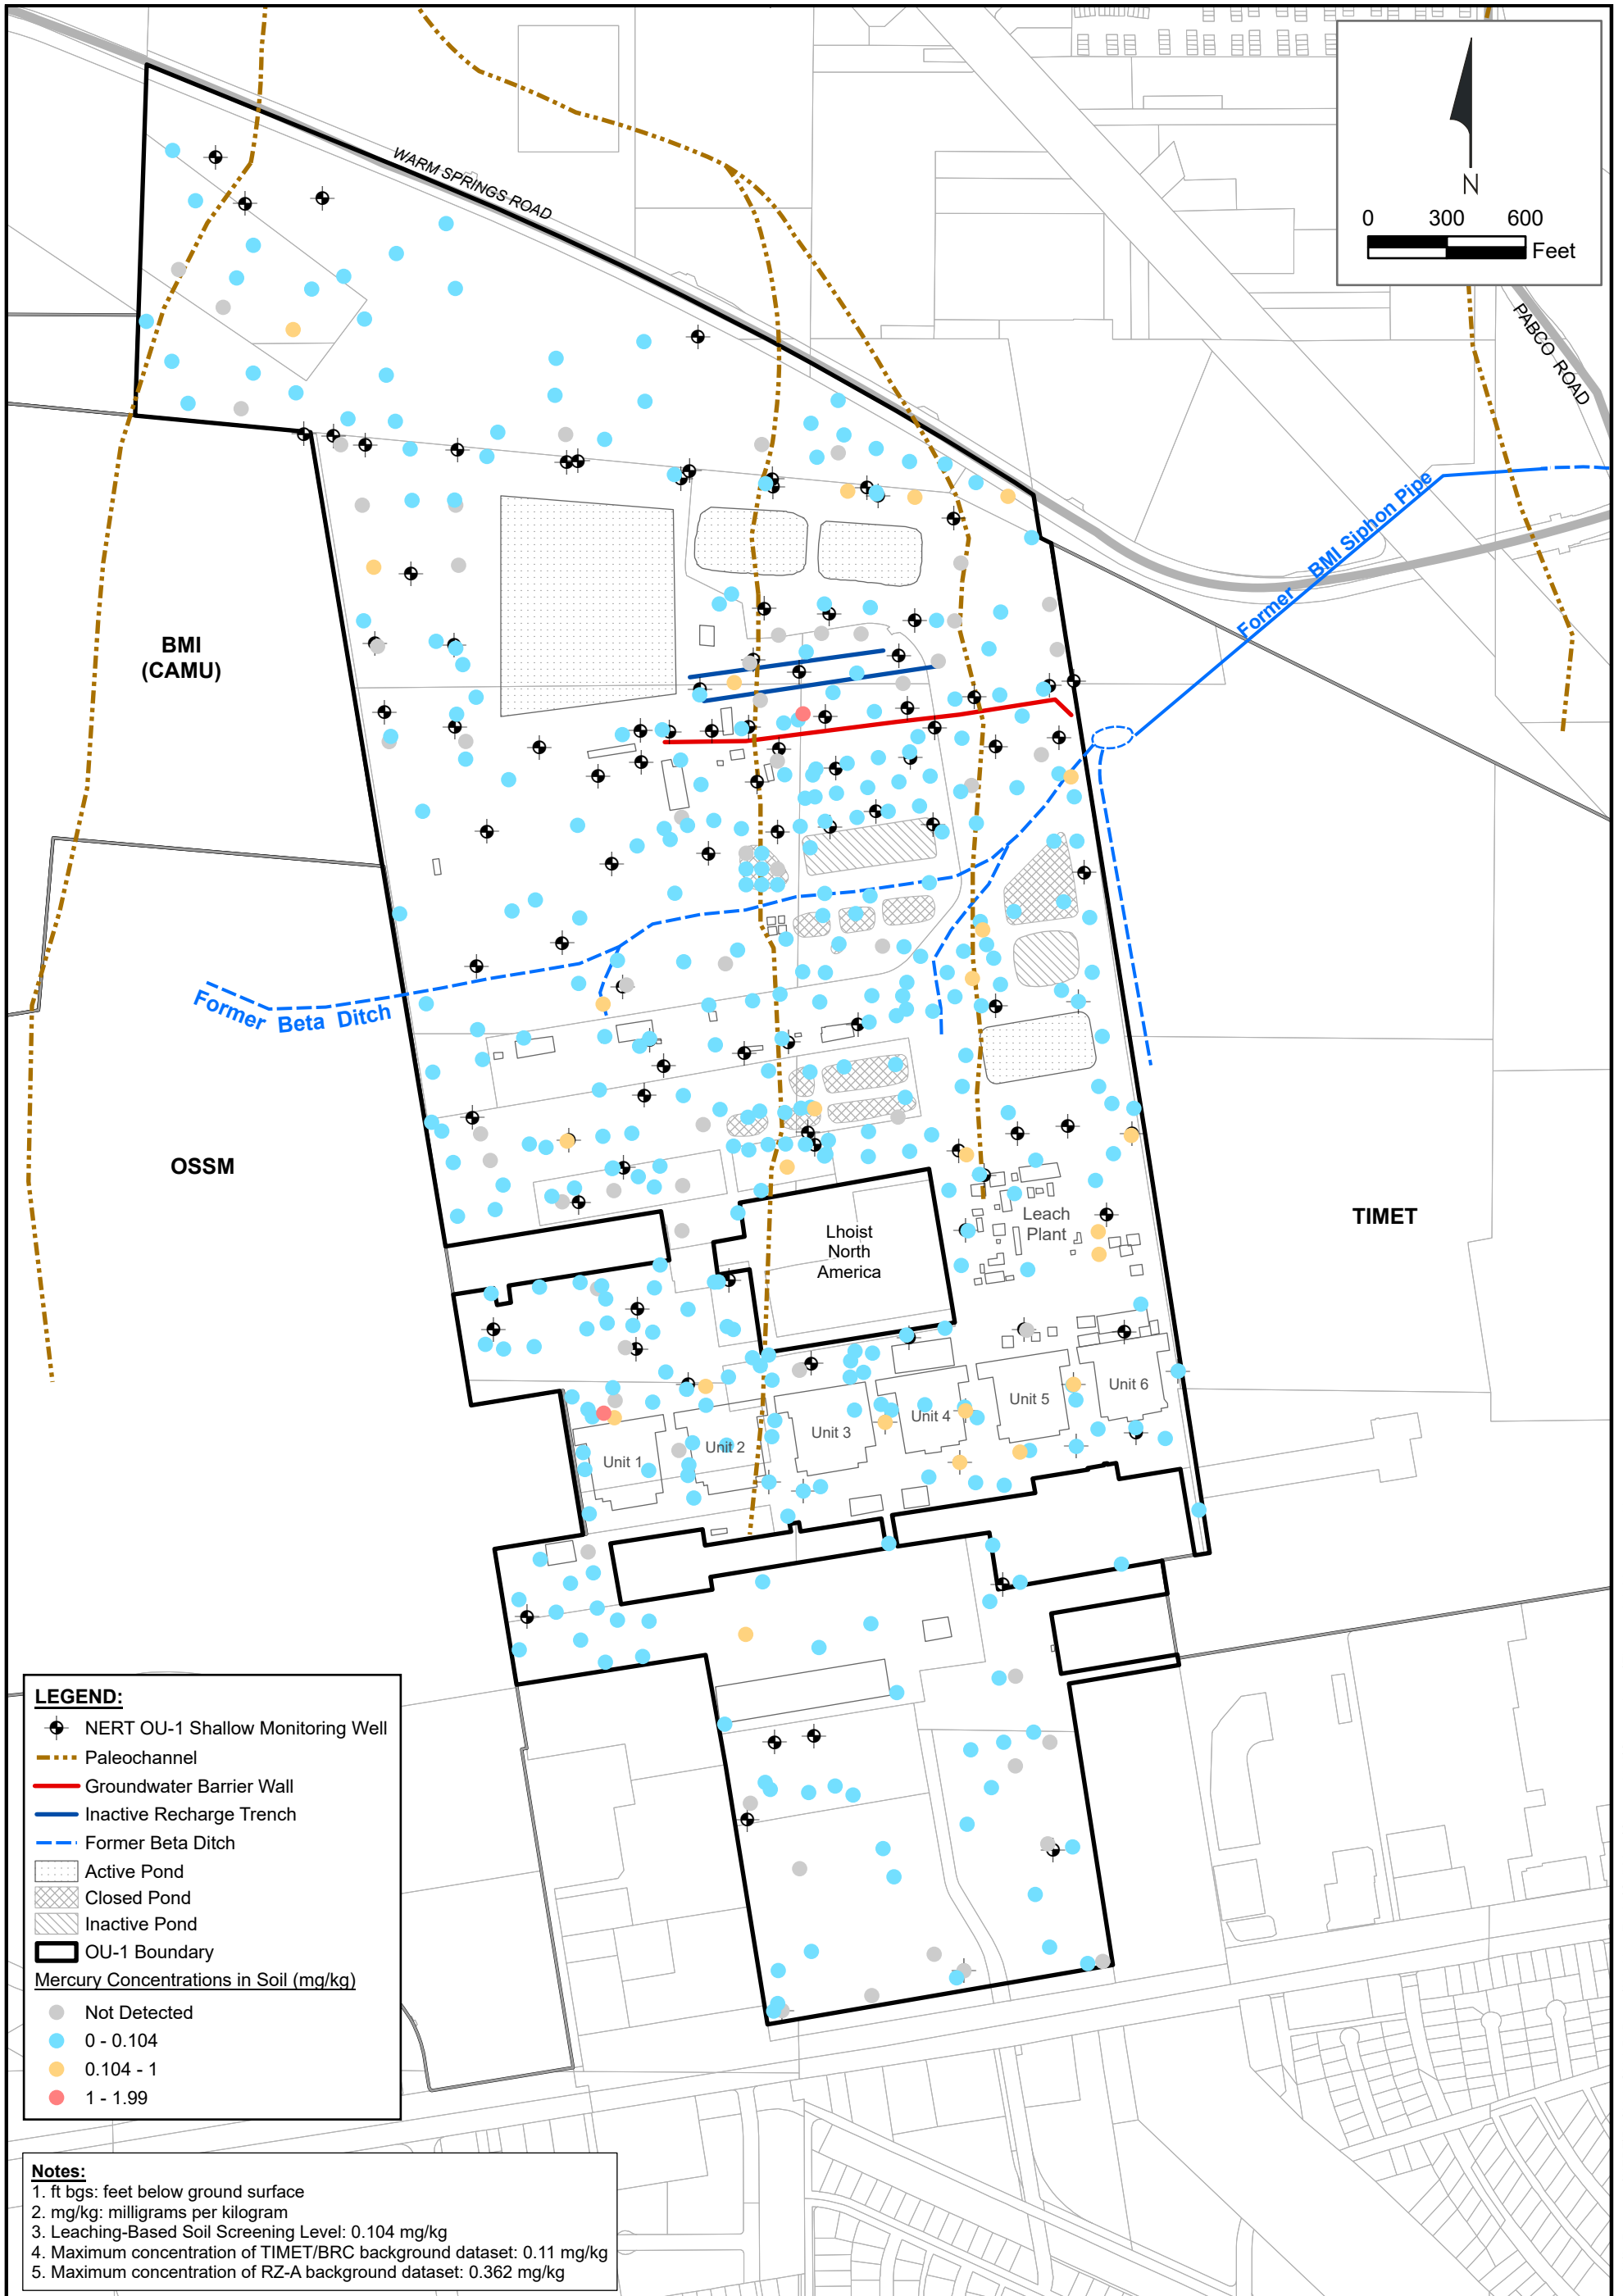 WARM SPRINGS ROAD
N
0 300 600
Feet
PABCO ROAD
Former BMI Siphon Pipe
BMI
(CAMU)
Former Beta Ditch
OSSM
TIMET
Lhoist
North
America
Leach
Plant
Unit 6
Unit 5
Unit 4
Unit 3
Unit 2
Unit 1
LEGEND:
NERT OU-1 Shallow Monitoring Well
Paleochannel
Groundwater Barrier Wall
Inactive Recharge Trench
Former Beta Ditch
Active Pond
Closed Pond
Inactive Pond
OU-1 Boundary
Mercury Concentrations in Soil (mg/kg)
Not Detected
0 - 0.104
0.104 - 1
1 - 1.99
Notes:
1. ft bgs: feet below ground surface
2. mg/kg: milligrams per kilogram
3. Leaching-Based Soil Screening Level: 0.104 mg/kg
4. Maximum concentration of TIMET/BRC background dataset: 0.11 mg/kg
5. Maximum concentration of RZ-A background dataset: 0.362 mg/kg